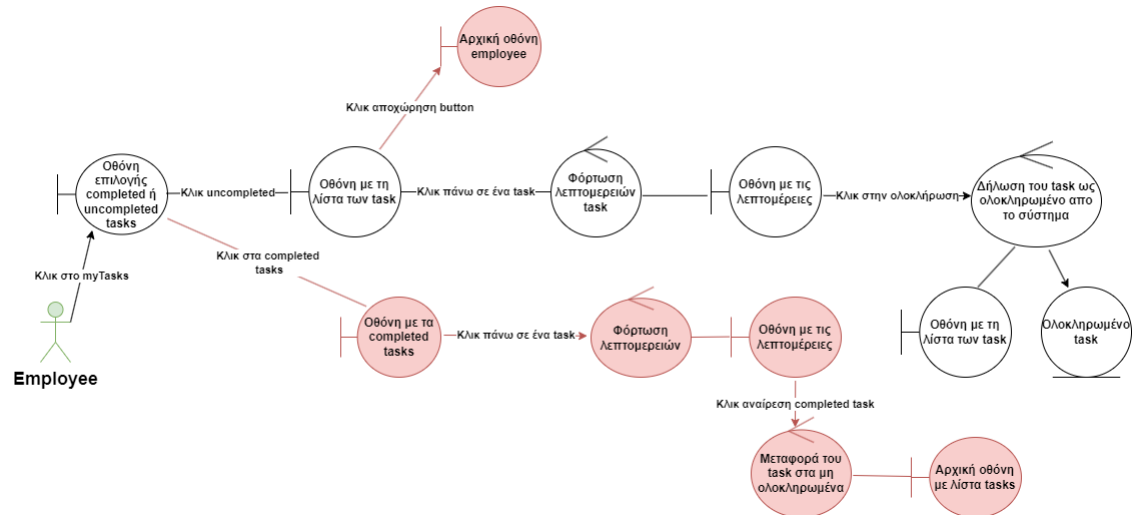 Αρχική οθόνη
employee
Κλικ αποχώρηση button
Οθόνη
επιλογής
completed ή
uncompleted
tasks
Κλικ uncompleted
Οθόνη με τη
λίστα των task
Κλικ πάνω σε ένα task
Φόρτωση
λεπτομερειών
task
Οθόνη με τις
λεπτομέρειες
Κλικ στην ολοκλήρωση
Δήλωση του task ως
ολοκληρωμένο απο
το σύστημα
Κλικ στο myTasks
Κλικ στα completed
tasks
Employee
Οθόνη με τα
completed
tasks
Κλικ πάνω σε ένα task
Φόρτωση
λεπτομερειών
Οθόνη με τις
λεπτομέρειες
Οθόνη με τη
λίστα των task
Ολοκληρωμένο
task
Κλικ αναίρεση completed task
Μεταφορά του
task στα μη
ολοκληρωμένα
Αρχική οθόνη
με λίστα tasks